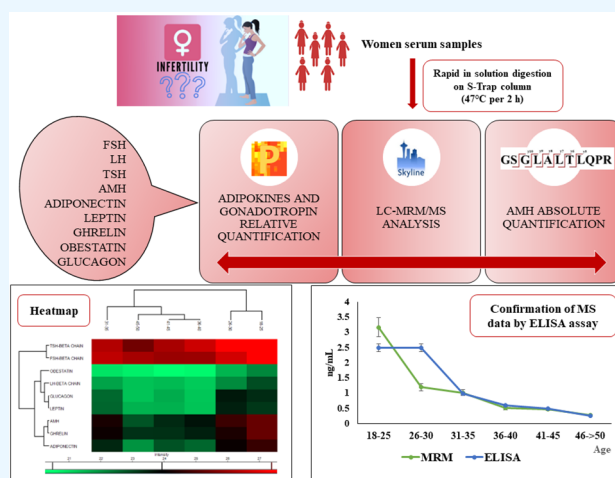 INFERTILITY
???
Women serum samples
Rapid in solution digestion
on S-Trap column
(47°C per 2 h)
FSH
LH
TSH
AMH
ADIPONECTIN
LEPTIN
GHRELIN
OBESTATIN
GLUCAGON
P
ADIPOKINES AND
GONADOTROPIN
RELATIVE
QUANTIFICATION
Skyline
LC-MRM/MS
ANALYSIS
GSGLALTLQPR
AMH ABSOLUTE
QUANTIFICATION
Heatmap
TSH-BETA CHAIN
FSH-BETA CHAIN
OBESTATIN
LH-BETA CHAIN
GLUCAGON
LEPTIN
AMH
GHRELIN
ADIPONECTIN
Confirmation of MS
data by ELISA assay
ng/mL
4
3.5
3
2.5
2
1.5
1
0.5
0
18-25 26-30 31-35 36-40 41-45 46->50
Age
MRM ELISA